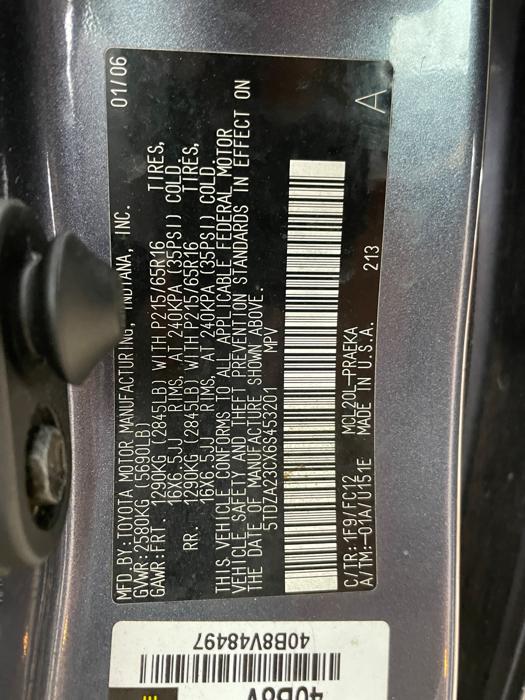 MFD.BY:TOYOTA MOTOR MANUFACTURING, INDIANA, INC. 01/06
GVWR:2580KG (5690LB)
GAWR:FRT. 1290KG (2845LB) WITH P215/65R16 TIRES,
16X6.5JJ RIMS, AT 240KPA (35PSI) COLD.
RR. 1290KG (2845LB) WITH P215/65R16 TIRES,
16X6.5JJ RIMS, AT 240KPA (35PSI) COLD.
THIS VEHICLE CONFORMS TO ALL APPLICABLE FEDERAL MOTOR
VEHICLE SAFETY AND THEFT PREVENTION STANDARDS IN EFFECT ON
THE DATE OF MANUFACTURE SHOWN ABOVE.
5TDZA23CX6S453201 MPV
C/TR:1F9/FC12 MCL20L-PRAEKA
A/TM:-01A/U151E MADE IN U.S.A. 213
A
40B8V48497
40B8V